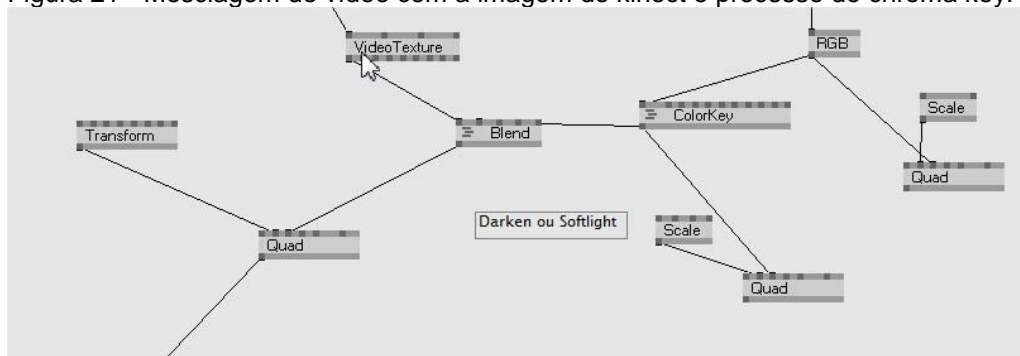 Figura 21 - Mesclagem do vídeo com a imagem do kinect e processo de chroma key.
VideoTexture
RGB
Transform
Blend
ColorKey
Scale
Quad
Darken ou Softlight
Scale
Quad
Quad